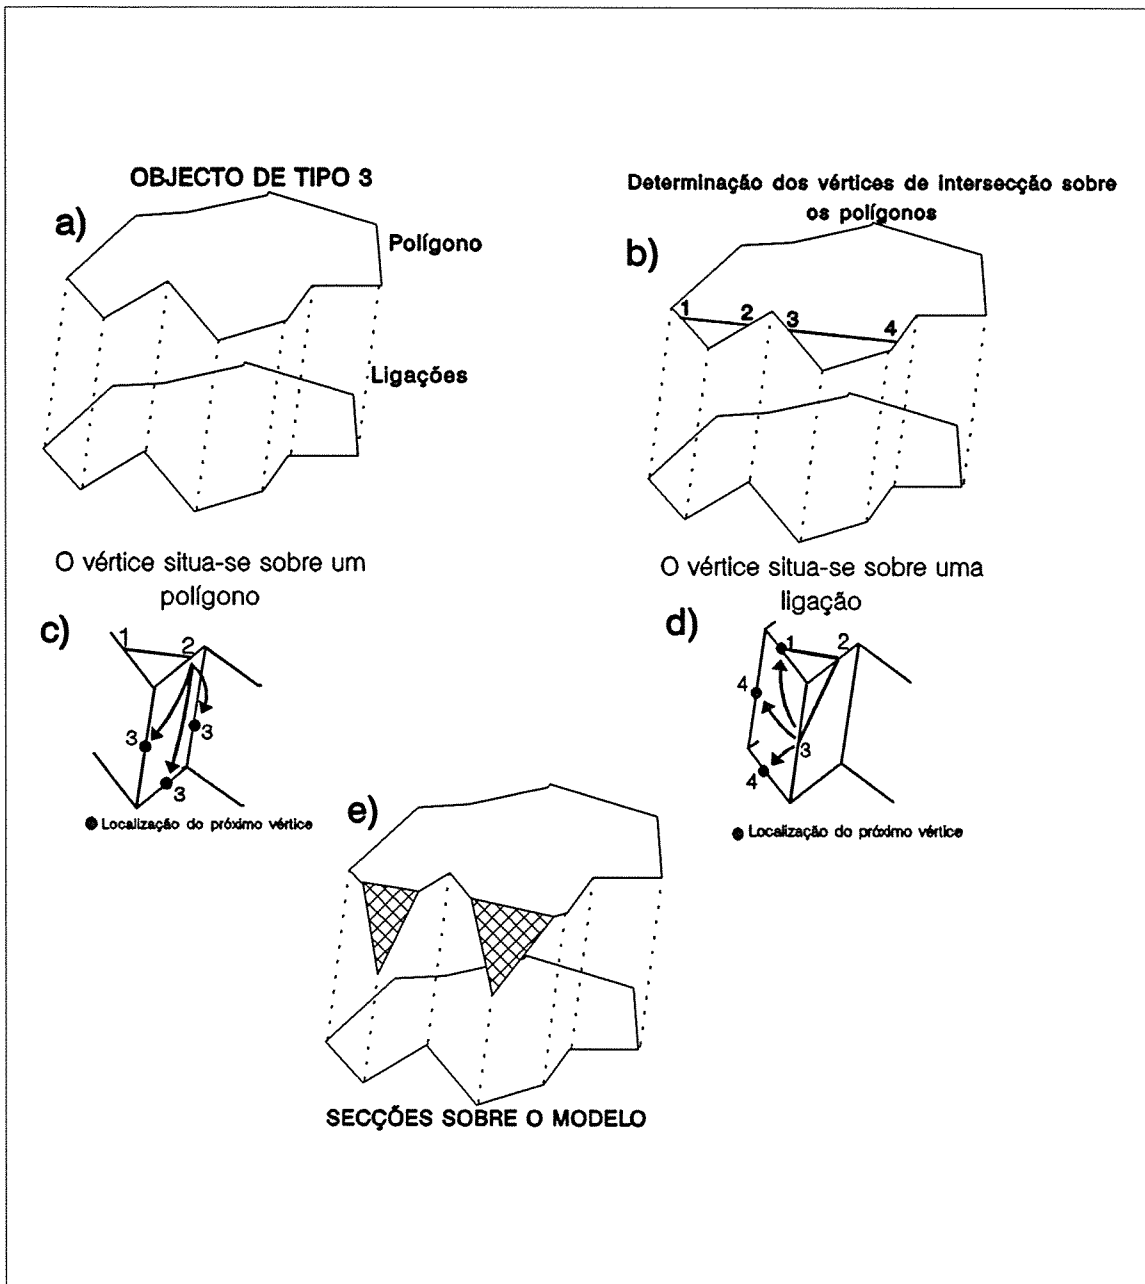 OBJECTO DE TIPO 3
a)
Polígono
Ligações
Determinação dos vértices de intersecção sobre
os polígonos
b)
1
2
3
4
O vértice situa-se sobre um
polígono
c)
1
2
3
3
3
Localização do próximo vértice
O vértice situa-se sobre uma
ligação
d)
1
2
4
3
4
Localização do próximo vértice
e)
SECÇÕES SOBRE O MODELO